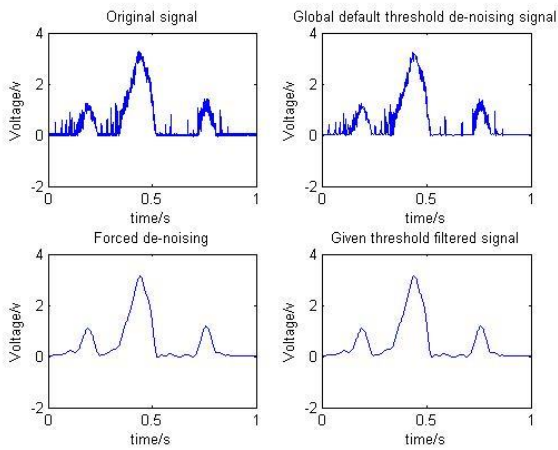 Original signal
Global default threshold de-noising signal
4
2
0
-2
Voltage/v
0
0.5
1
time/s
4
2
0
-2
Voltage/v
0
0.5
1
time/s
Forced de-noising
Given threshold filtered signal
4
2
0
-2
Voltage/v
0
0.5
1
time/s
4
2
0
-2
Voltage/v
0
0.5
1
time/s